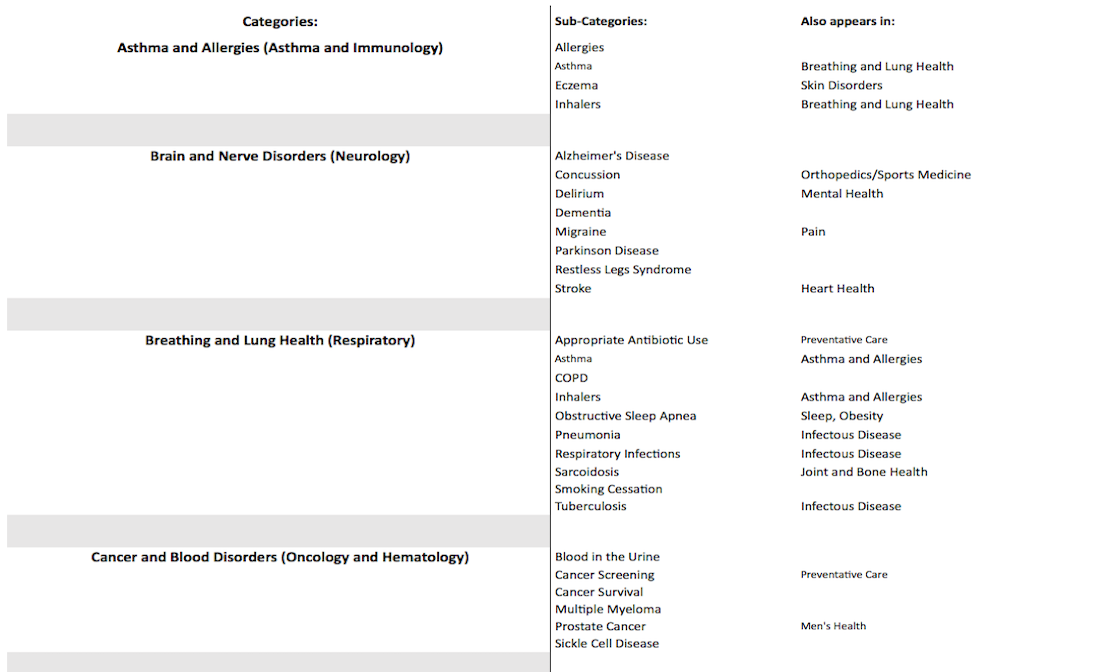 Categories: Sub-Categories: Also appears in:
Asthma and Allergies (Asthma and Immunology) Allergies
Asthma Breathing and Lung Health
Eczema Skin Disorders
Inhalers Breathing and Lung Health
Brain and Nerve Disorders (Neurology) Alzheimer's Disease
Concussion Orthopedics/Sports Medicine
Delirium Mental Health
Dementia
Migraine Pain
Parkinson Disease
Restless Legs Syndrome
Stroke Heart Health
Breathing and Lung Health (Respiratory) Appropriate Antibiotic Use Preventative Care
Asthma Asthma and Allergies
COPD
Inhalers Asthma and Allergies
Obstructive Sleep Apnea Sleep, Obesity
Pneumonia Infectous Disease
Respiratory Infections Infectous Disease
Sarcoidosis Joint and Bone Health
Smoking Cessation
Tuberculosis Infectous Disease
Cancer and Blood Disorders (Oncology and Hematology) Blood in the Urine
Cancer Screening Preventative Care
Cancer Survival
Multiple Myeloma
Prostate Cancer Men's Health
Sickle Cell Disease